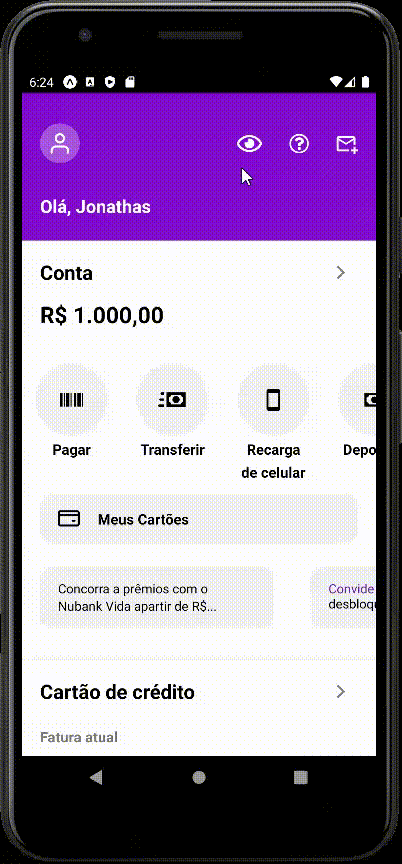 6:24
Olá, Jonathas
Conta
R$ 1.000,00
Pagar
Transferir
Recarga
de celular
Depo
Meus Cartões
Concorra a prêmios com o
Nubank Vida apartir de R$...
Convide
desbloqu
Cartão de crédito
Fatura atual